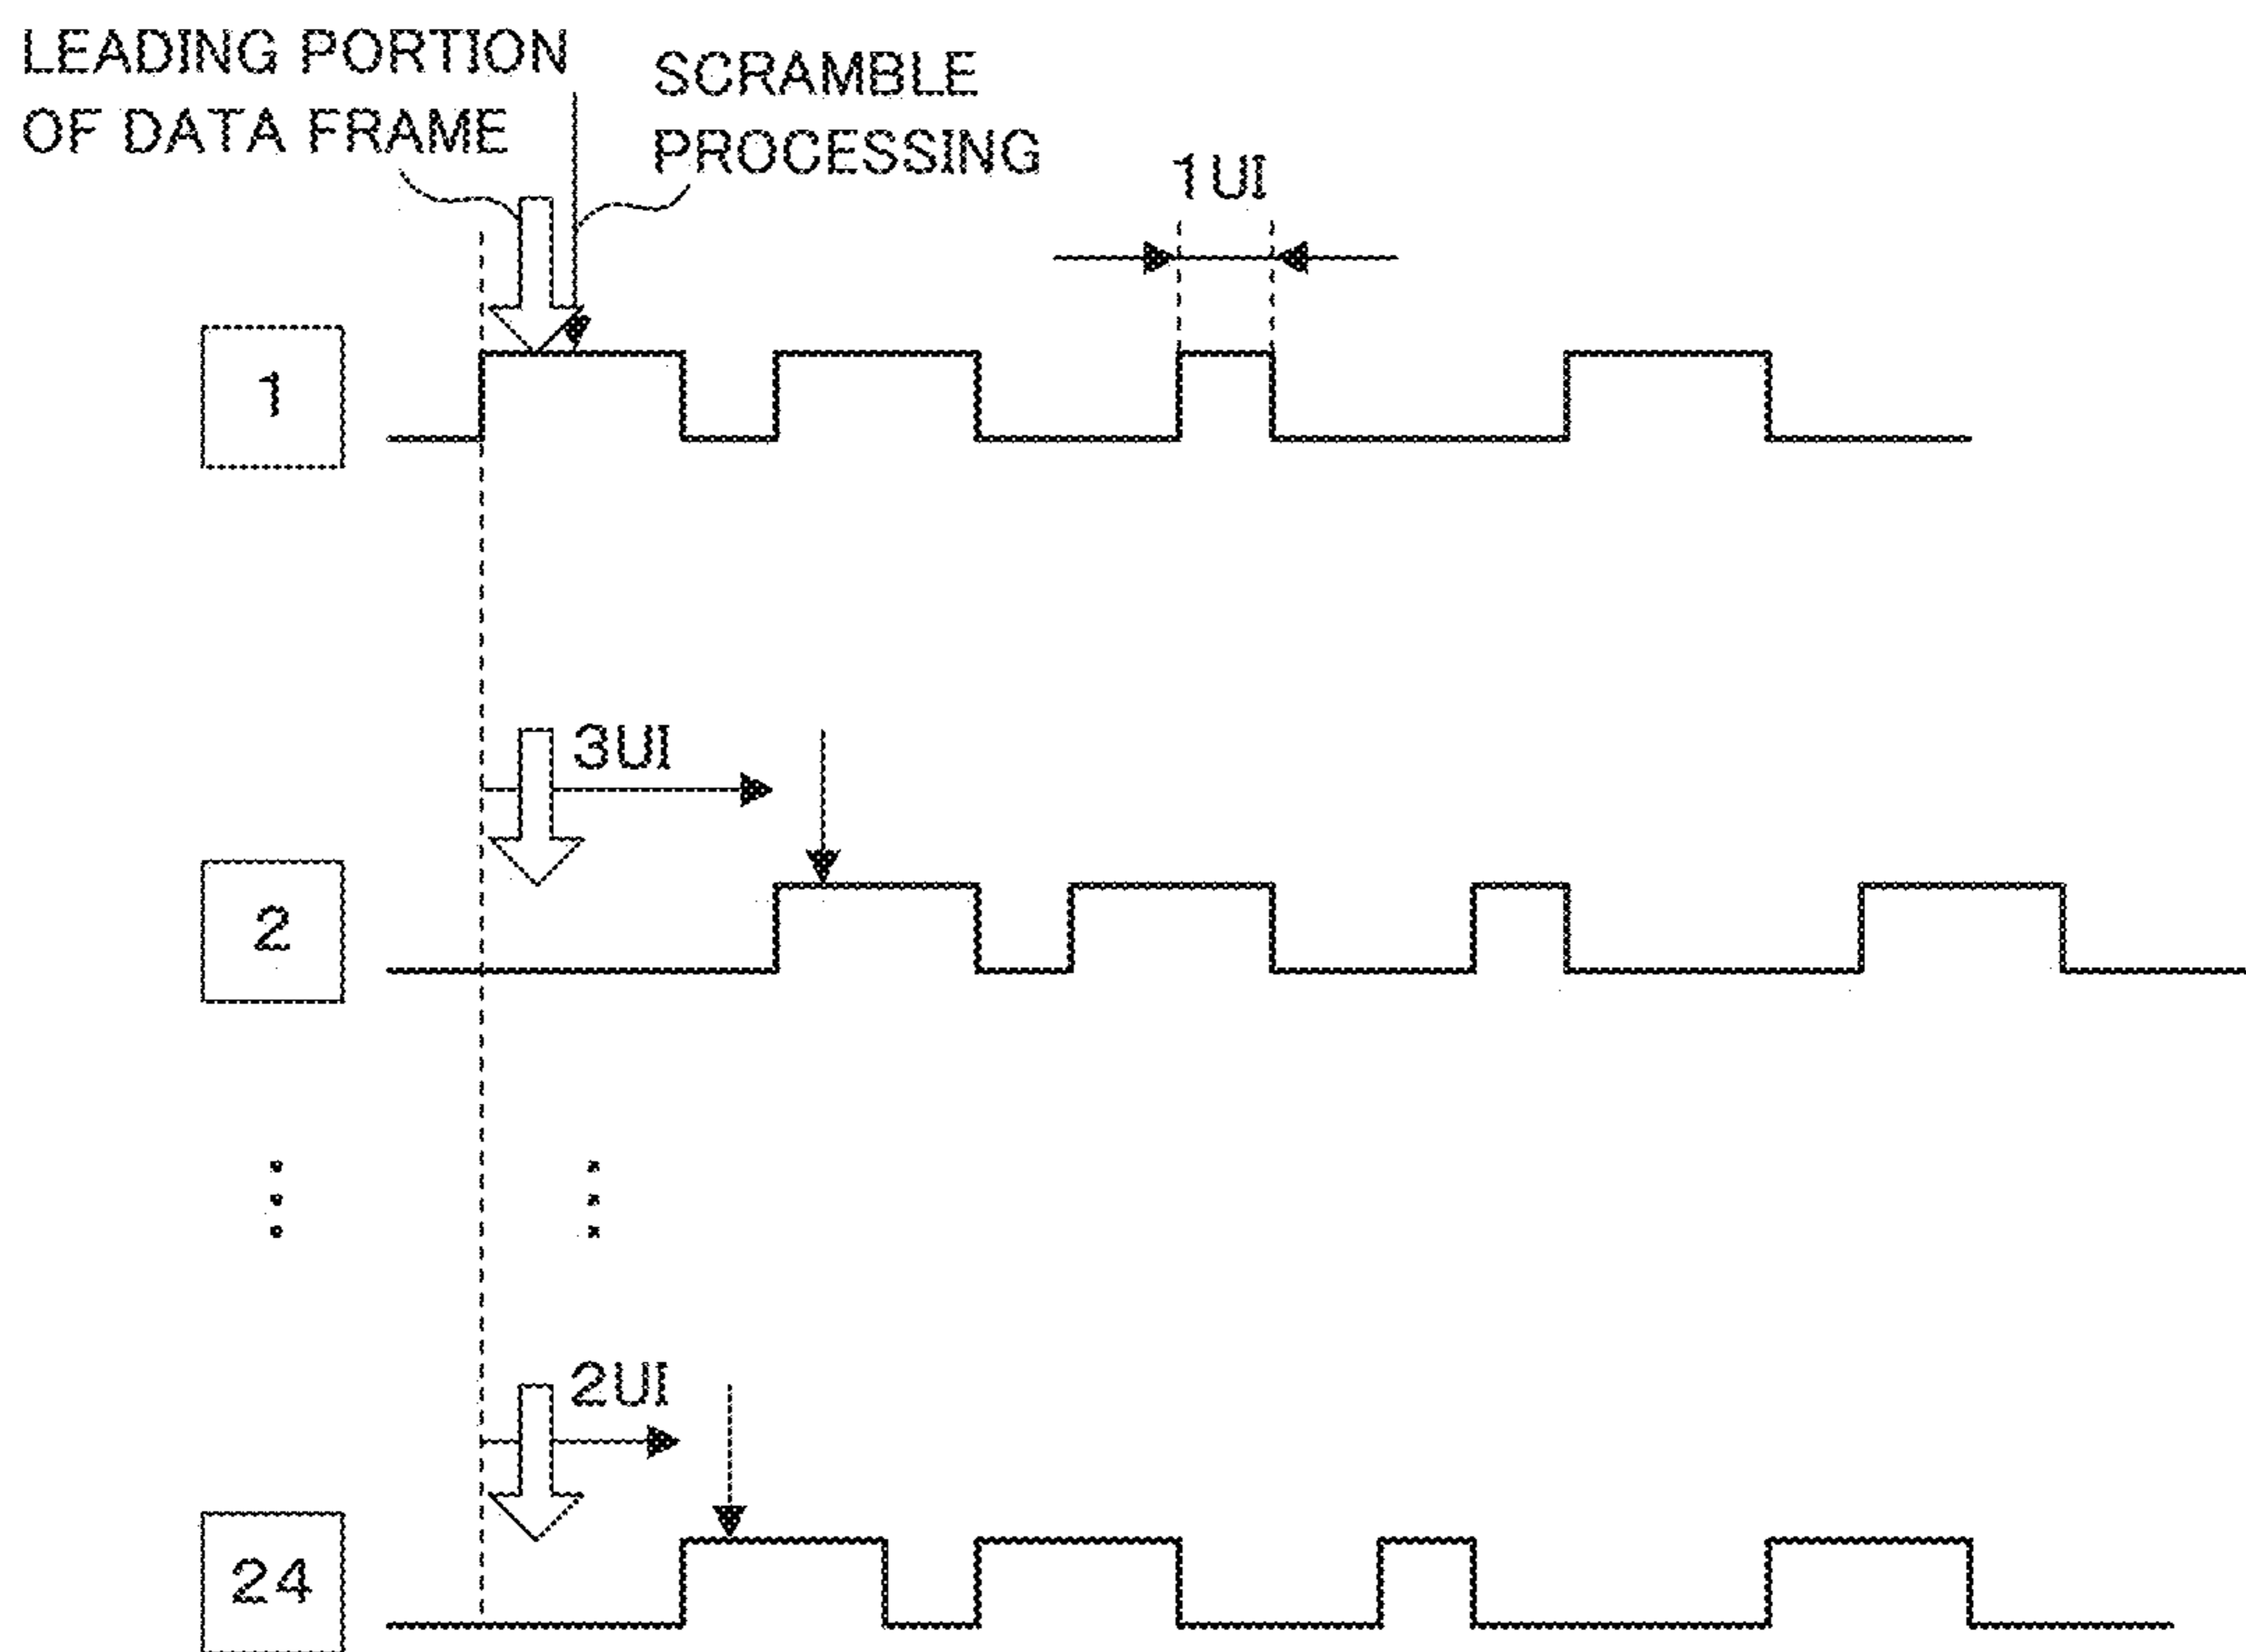 LEADING PORTION
OF DATA FRAME
SCRAMBLE
PROCESSING
1UI
1
3UI
2
2UI
24